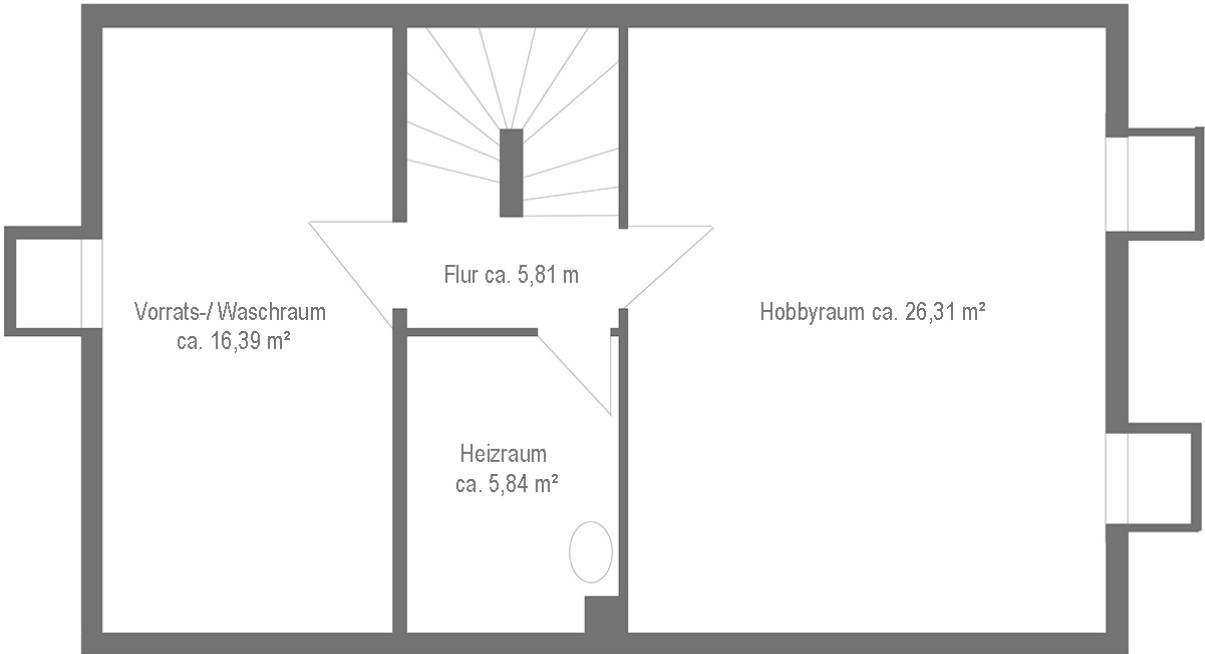 Flur ca. 5,81 m
Vorrats-/ Waschraum
ca. 16,39 m²
Hobbyraum ca. 26,31 m²
Heizraum
ca. 5,84 m²